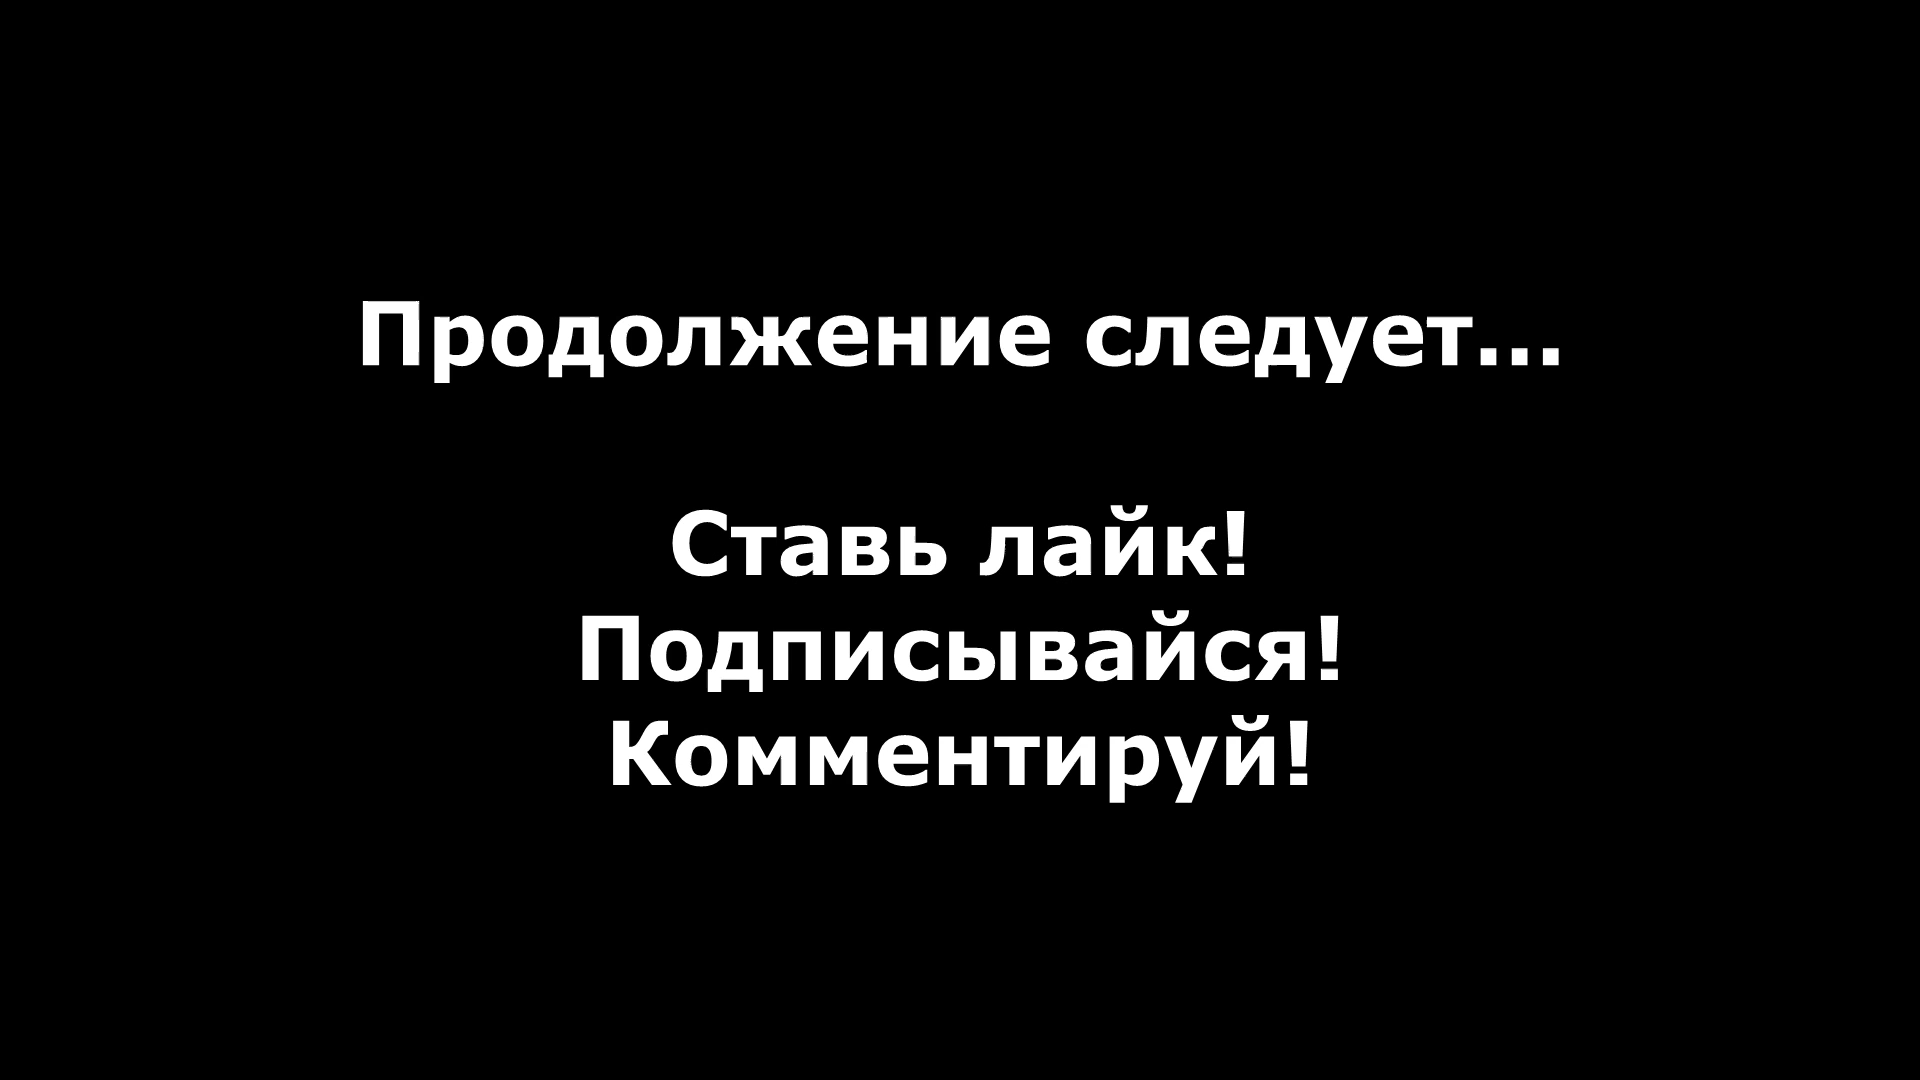 Продолжение следует...
Ставь лайк!
Подписывайся!
Комментируй!